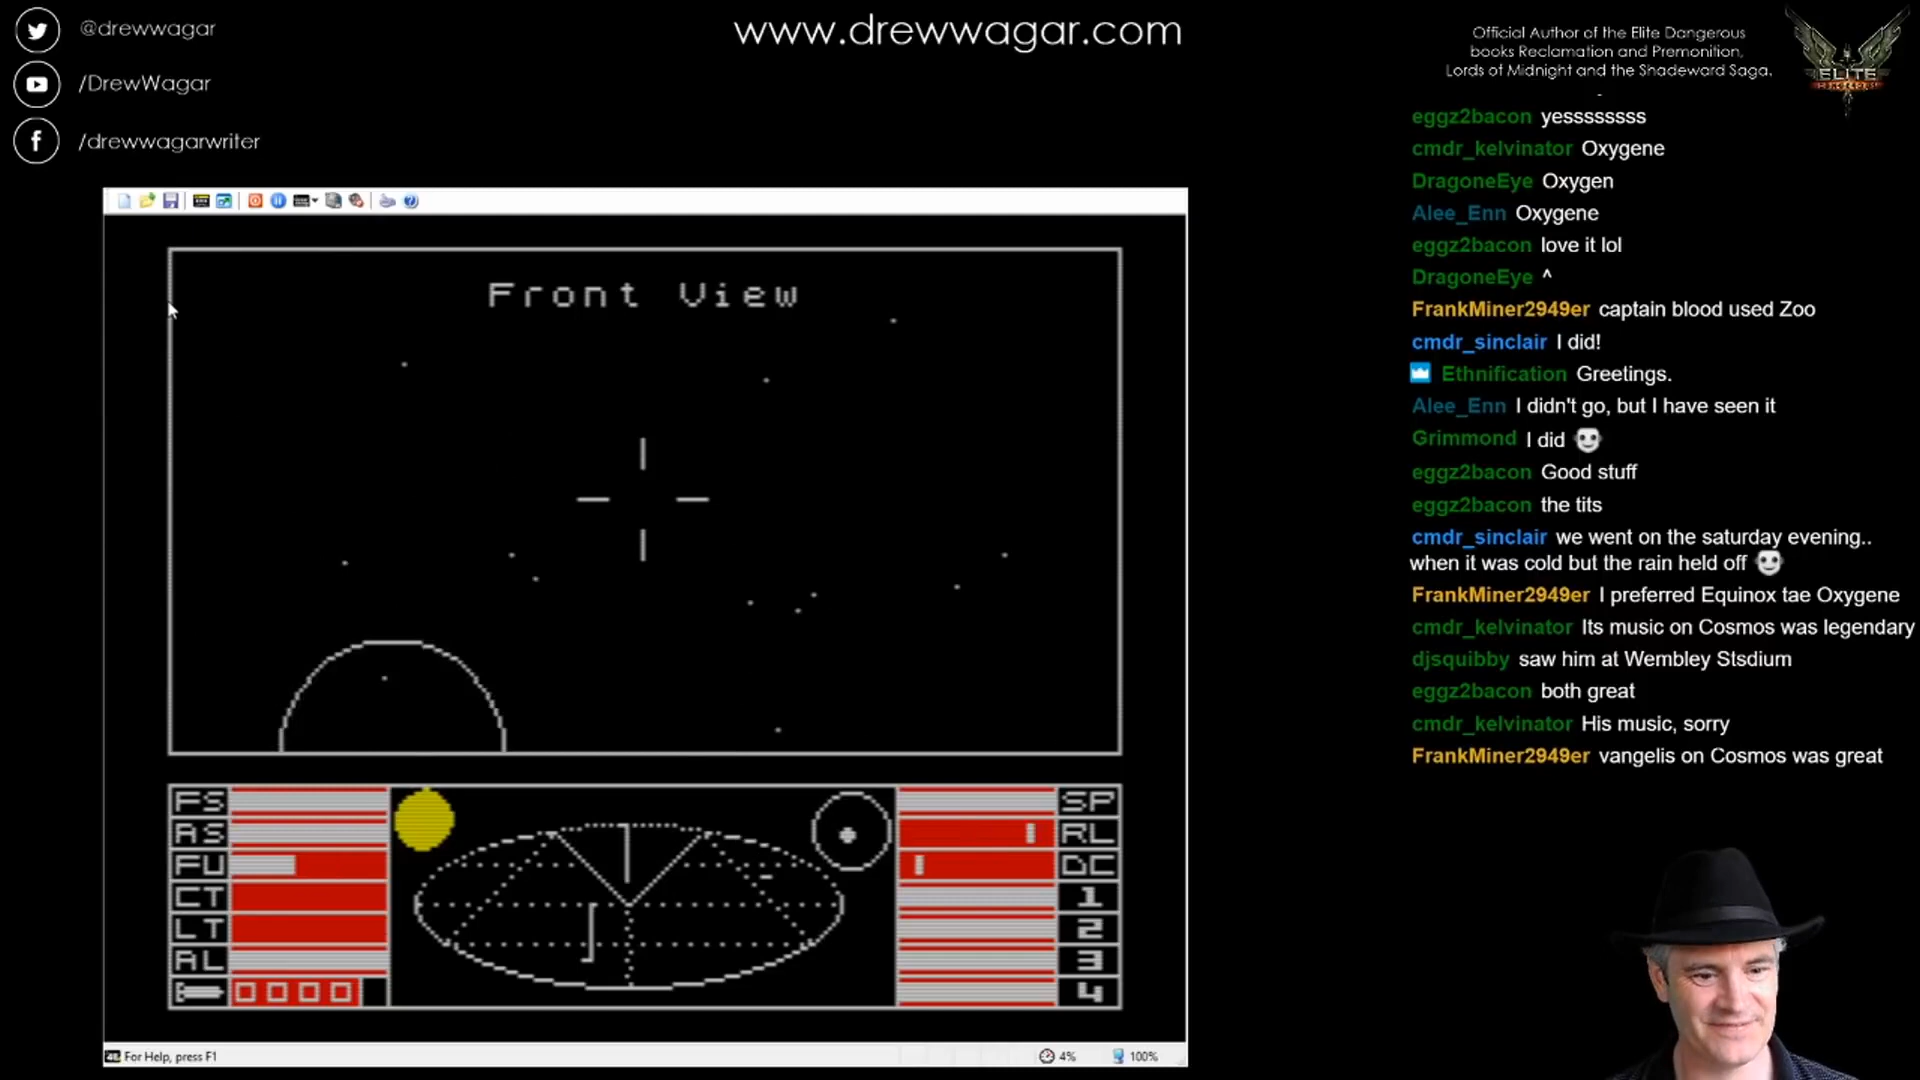 @drewwagar
/DrewWagar
/drewwagarwriter
www.drewwagar.com
Official Author of the Elite Dangerous
books Reclamation and Premonition,
Lords of Midnight and the Shadeward Saga.
ELITE
DANGEROUS
eggz2bacon yessssssss
cmdr_kelvinator Oxygene
DragoneEye Oxygen
Alee_Enn Oxygene
eggz2bacon love it lol
DragoneEye ^
FrankMiner2949er captain blood used Zoo
cmdr_sinclair I did!
Ethnification Greetings.
Alee_Enn I didn't go, but I have seen it
Grimmond I did
eggz2bacon Good stuff
eggz2bacon the tits
cmdr_sinclair we went on the saturday evening..
when it was cold but the rain held off
FrankMiner2949er I preferred Equinox tae Oxygene
cmdr_kelvinator Its music on Cosmos was legendary
djsquibby saw him at Wembley Stsdium
eggz2bacon both great
cmdr_kelvinator His music, sorry
FrankMiner2949er vangelis on Cosmos was great
Front View
FS
AS
FU
CT
LT
AL
SP
RL
DC
1
2
3
4
For Help, press F1
4%
100%